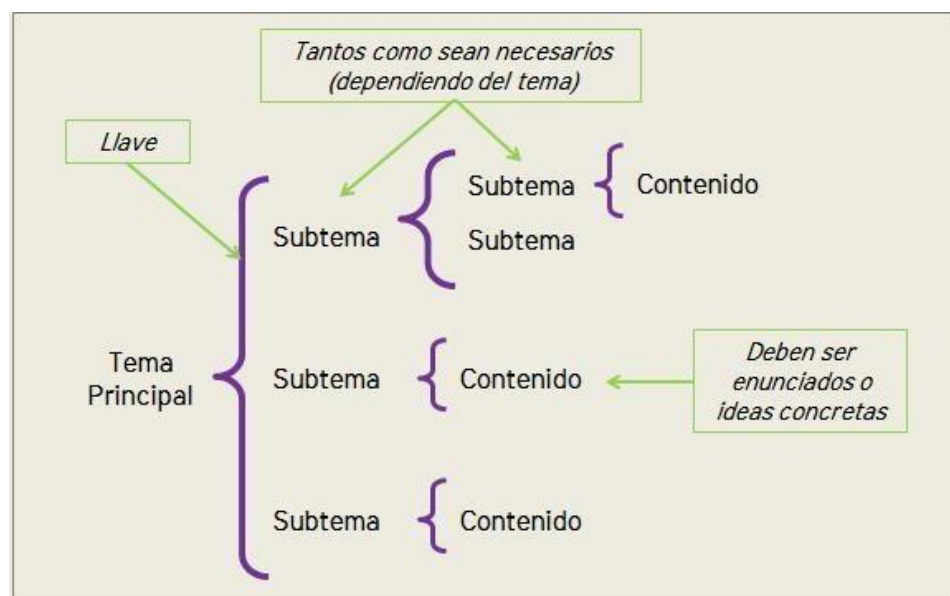 Tantos como sean necesarios
(dependiendo del tema)
Llave
Subtema
Contenido
Subtema
Subtema
Tema
Principal
Subtema
Contenido
Deben ser
enunciados o
ideas concretas
Subtema
Contenido